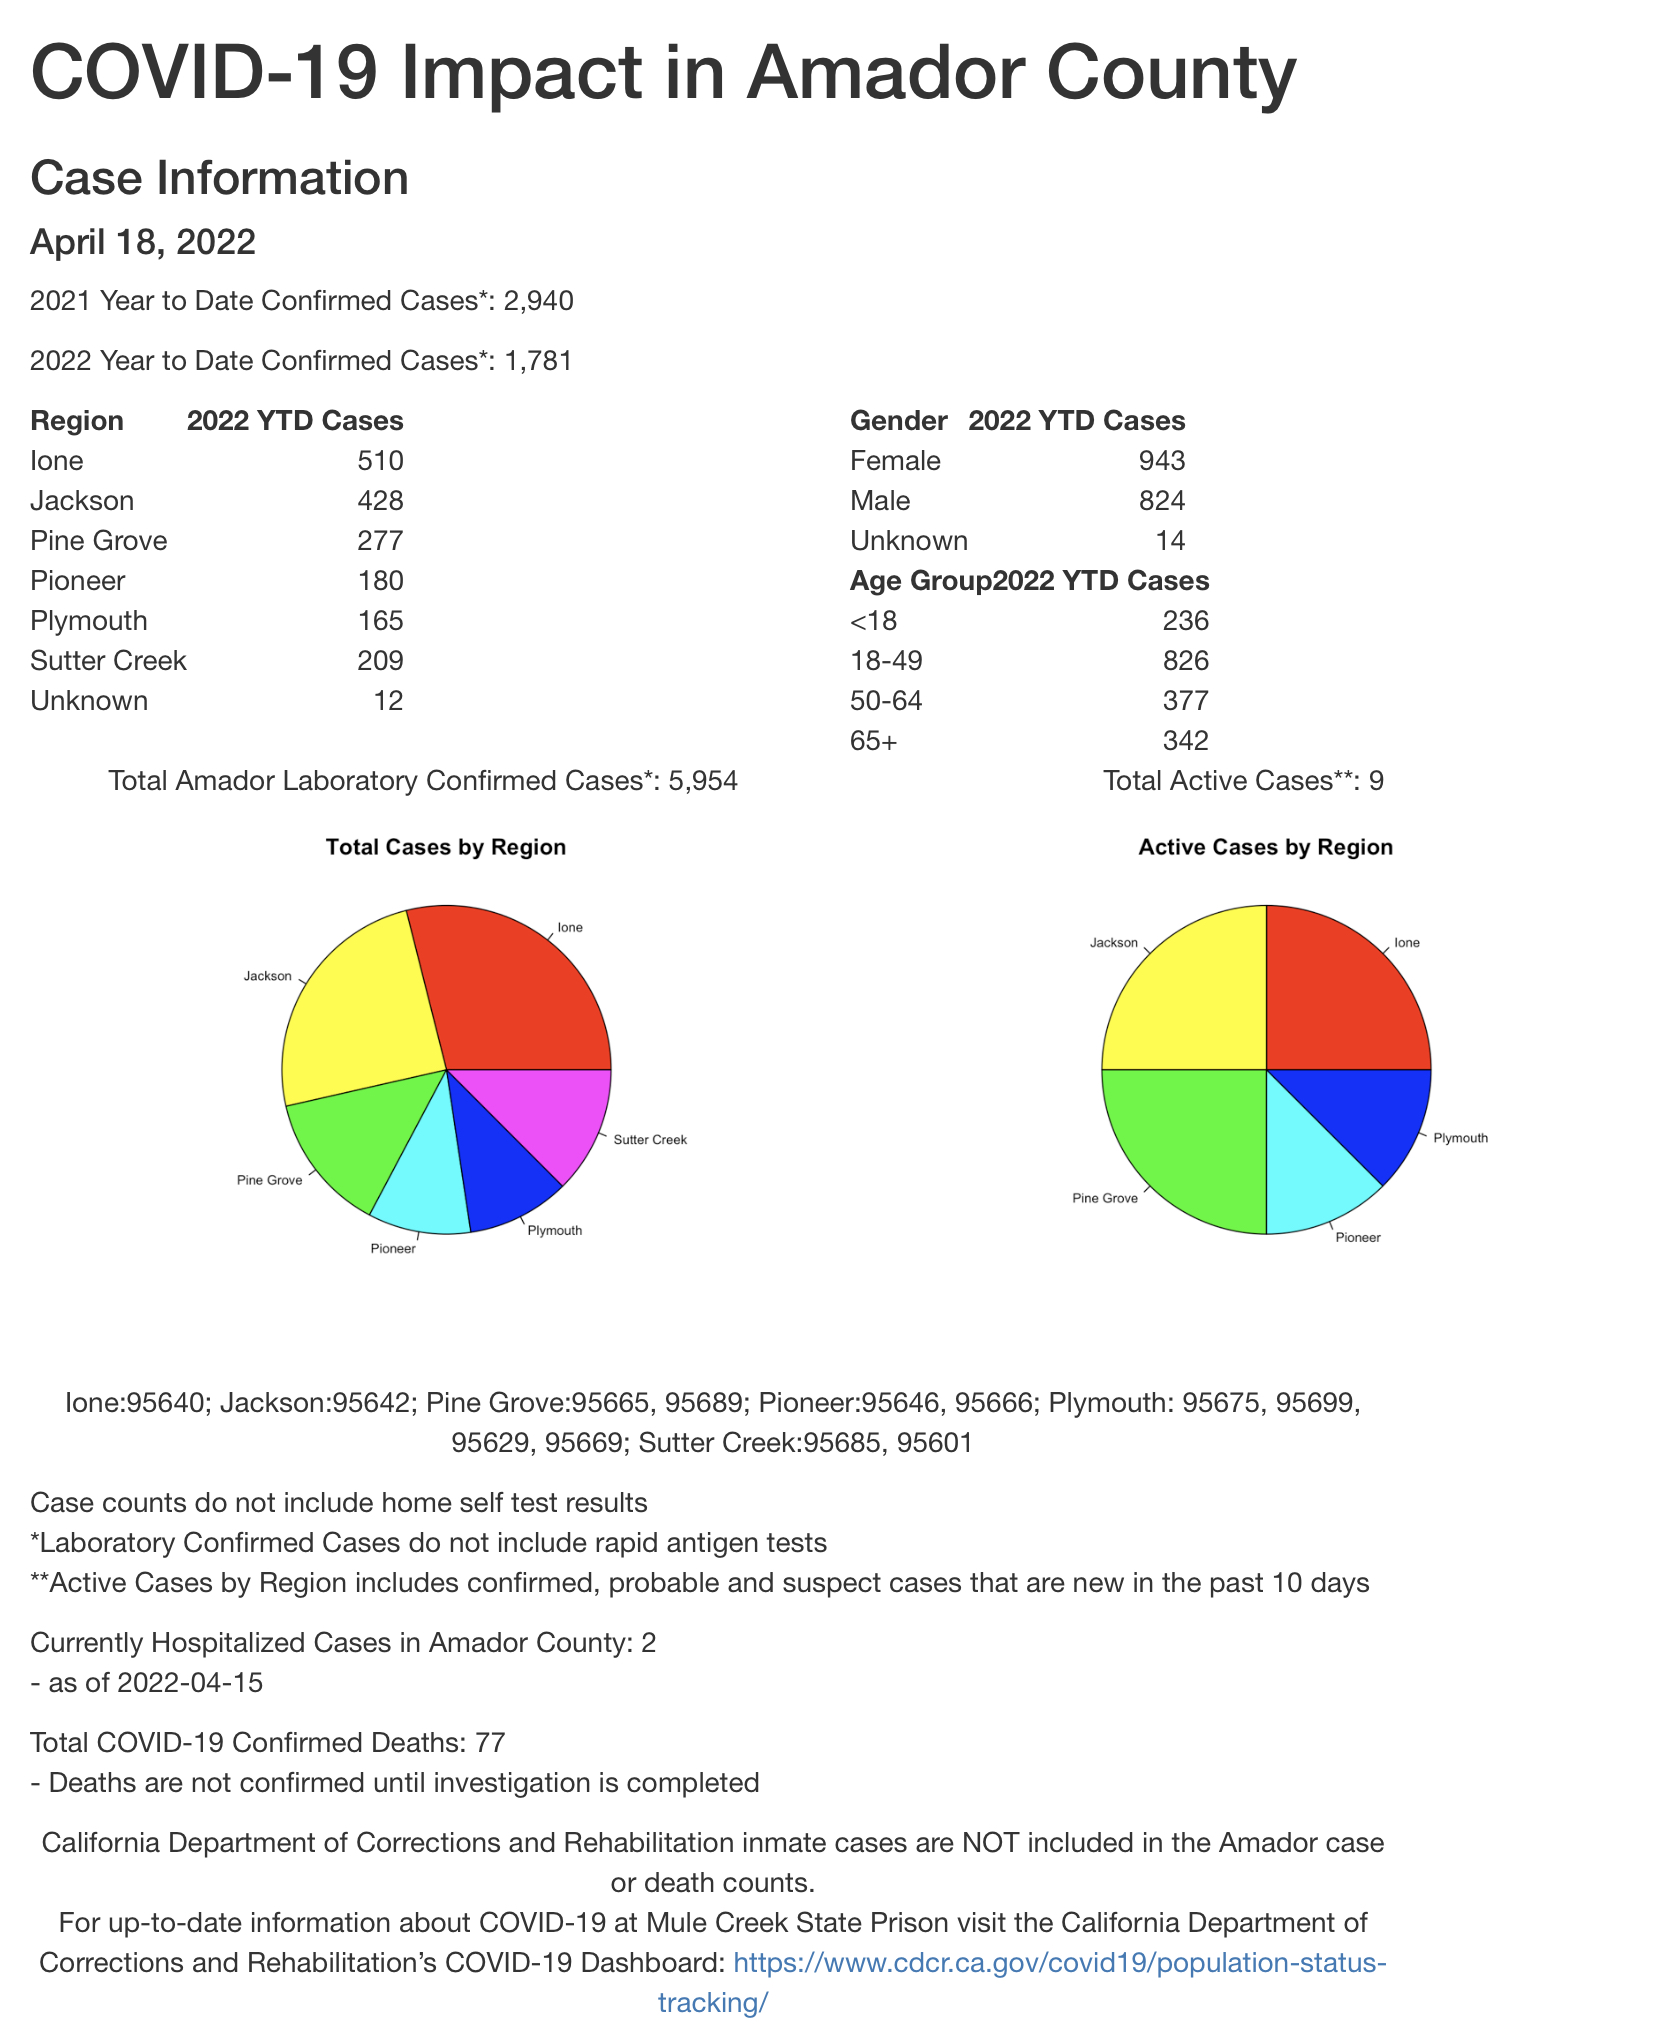 COVID-19 Impact in Amador County
Case Information
April 18, 2022
2021 Year to Date Confirmed Cases*: 2,940
2022 Year to Date Confirmed Cases*: 1,781
Region 2022 YTD Cases
Ione 510
Jackson 428
Pine Grove 277
Pioneer 180
Plymouth 165
Sutter Creek 209
Unknown 12
Gender 2022 YTD Cases
Female 943
Male 824
Unknown 14
Age Group2022 YTD Cases
<18 236
18-49 826
50-64 377
65+ 342
Total Amador Laboratory Confirmed Cases*: 5,954
Total Active Cases**: 9
Total Cases by Region
Ione
Jackson
Sutter Creek
Pine Grove
Plymouth
Pioneer
Active Cases by Region
Jackson
Ione
Plymouth
Pine Grove
Pioneer
Ione:95640; Jackson:95642; Pine Grove:95665, 95689; Pioneer:95646, 95666; Plymouth: 95675, 95699,
95629, 95669; Sutter Creek:95685, 95601
Case counts do not include home self test results
*Laboratory Confirmed Cases do not include rapid antigen tests
**Active Cases by Region includes confirmed, probable and suspect cases that are new in the past 10 days
Currently Hospitalized Cases in Amador County: 2
- as of 2022-04-15
Total COVID-19 Confirmed Deaths: 77
- Deaths are not confirmed until investigation is completed
California Department of Corrections and Rehabilitation inmate cases are NOT included in the Amador case
or death counts.
For up-to-date information about COVID-19 at Mule Creek State Prison visit the California Department of
Corrections and Rehabilitation’s COVID-19 Dashboard: https://www.cdcr.ca.gov/covid19/population-status-
tracking/